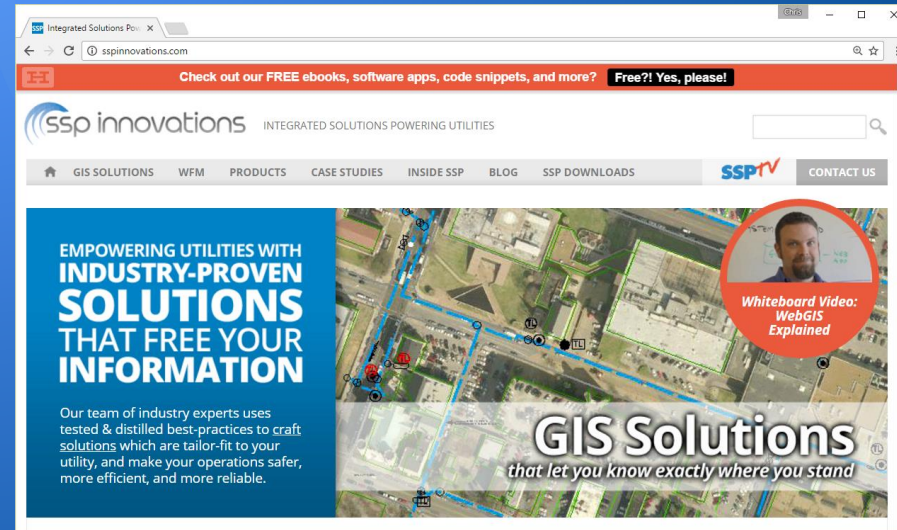 Chris
SSP Integrated Solutions Pow
sspinnovations.com
Check out our FREE ebooks, software apps, code snippets, and more? Free?! Yes, please!
ssp innovations INTEGRATED SOLUTIONS POWERING UTILITIES
GIS SOLUTIONS WFM PRODUCTS CASE STUDIES INSIDE SSP BLOG SSP DOWNLOADS SSPTV CONTACT US
EMPOWERING UTILITIES WITH
INDUSTRY-PROVEN
SOLUTIONS
THAT FREE YOUR
INFORMATION
Our team of industry experts uses
tested & distilled best-practices to craft
solutions which are tailor-fit to your
utility, and make your operations safer,
more efficient, and more reliable.
Whiteboard Video:
WebGIS
Explained
TL
TL
GIS Solutions
that let you know exactly where you stand